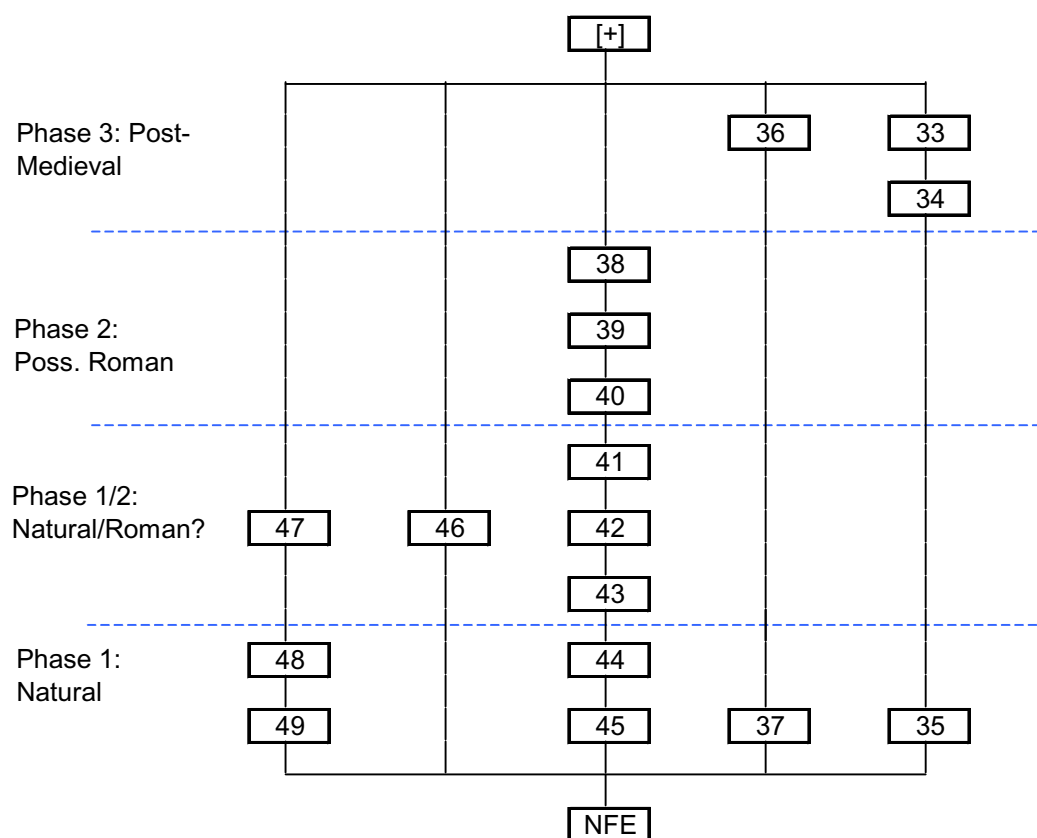 [+]
Phase 3: Post-
Medieval
36
33
34
38
Phase 2:
Poss. Roman
39
40
41
Phase 1/2:
Natural/Roman?
47
46
42
43
Phase 1:
Natural
48
44
49
45
37
35
NFE